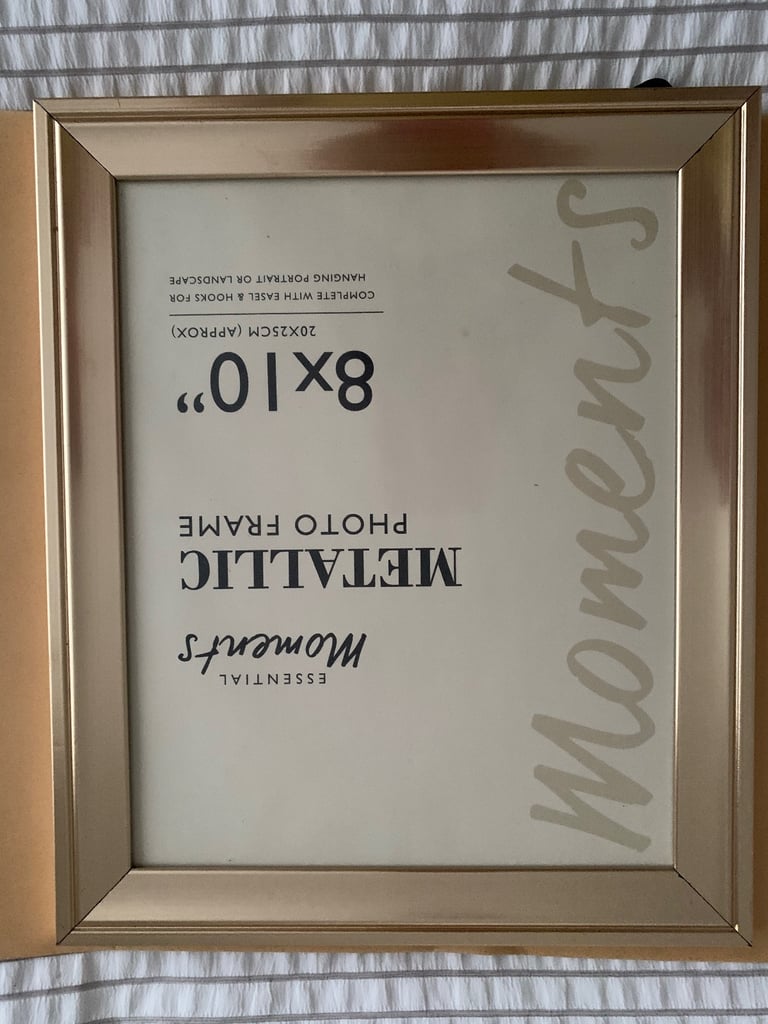 ESSENTIAL
Moments
METALLIC
PHOTO FRAME
8x10”
20X25CM (APPROX)
COMPLETE WITH EASEL & HOOKS FOR
HANGING PORTRAIT OR LANDSCAPE
Moments